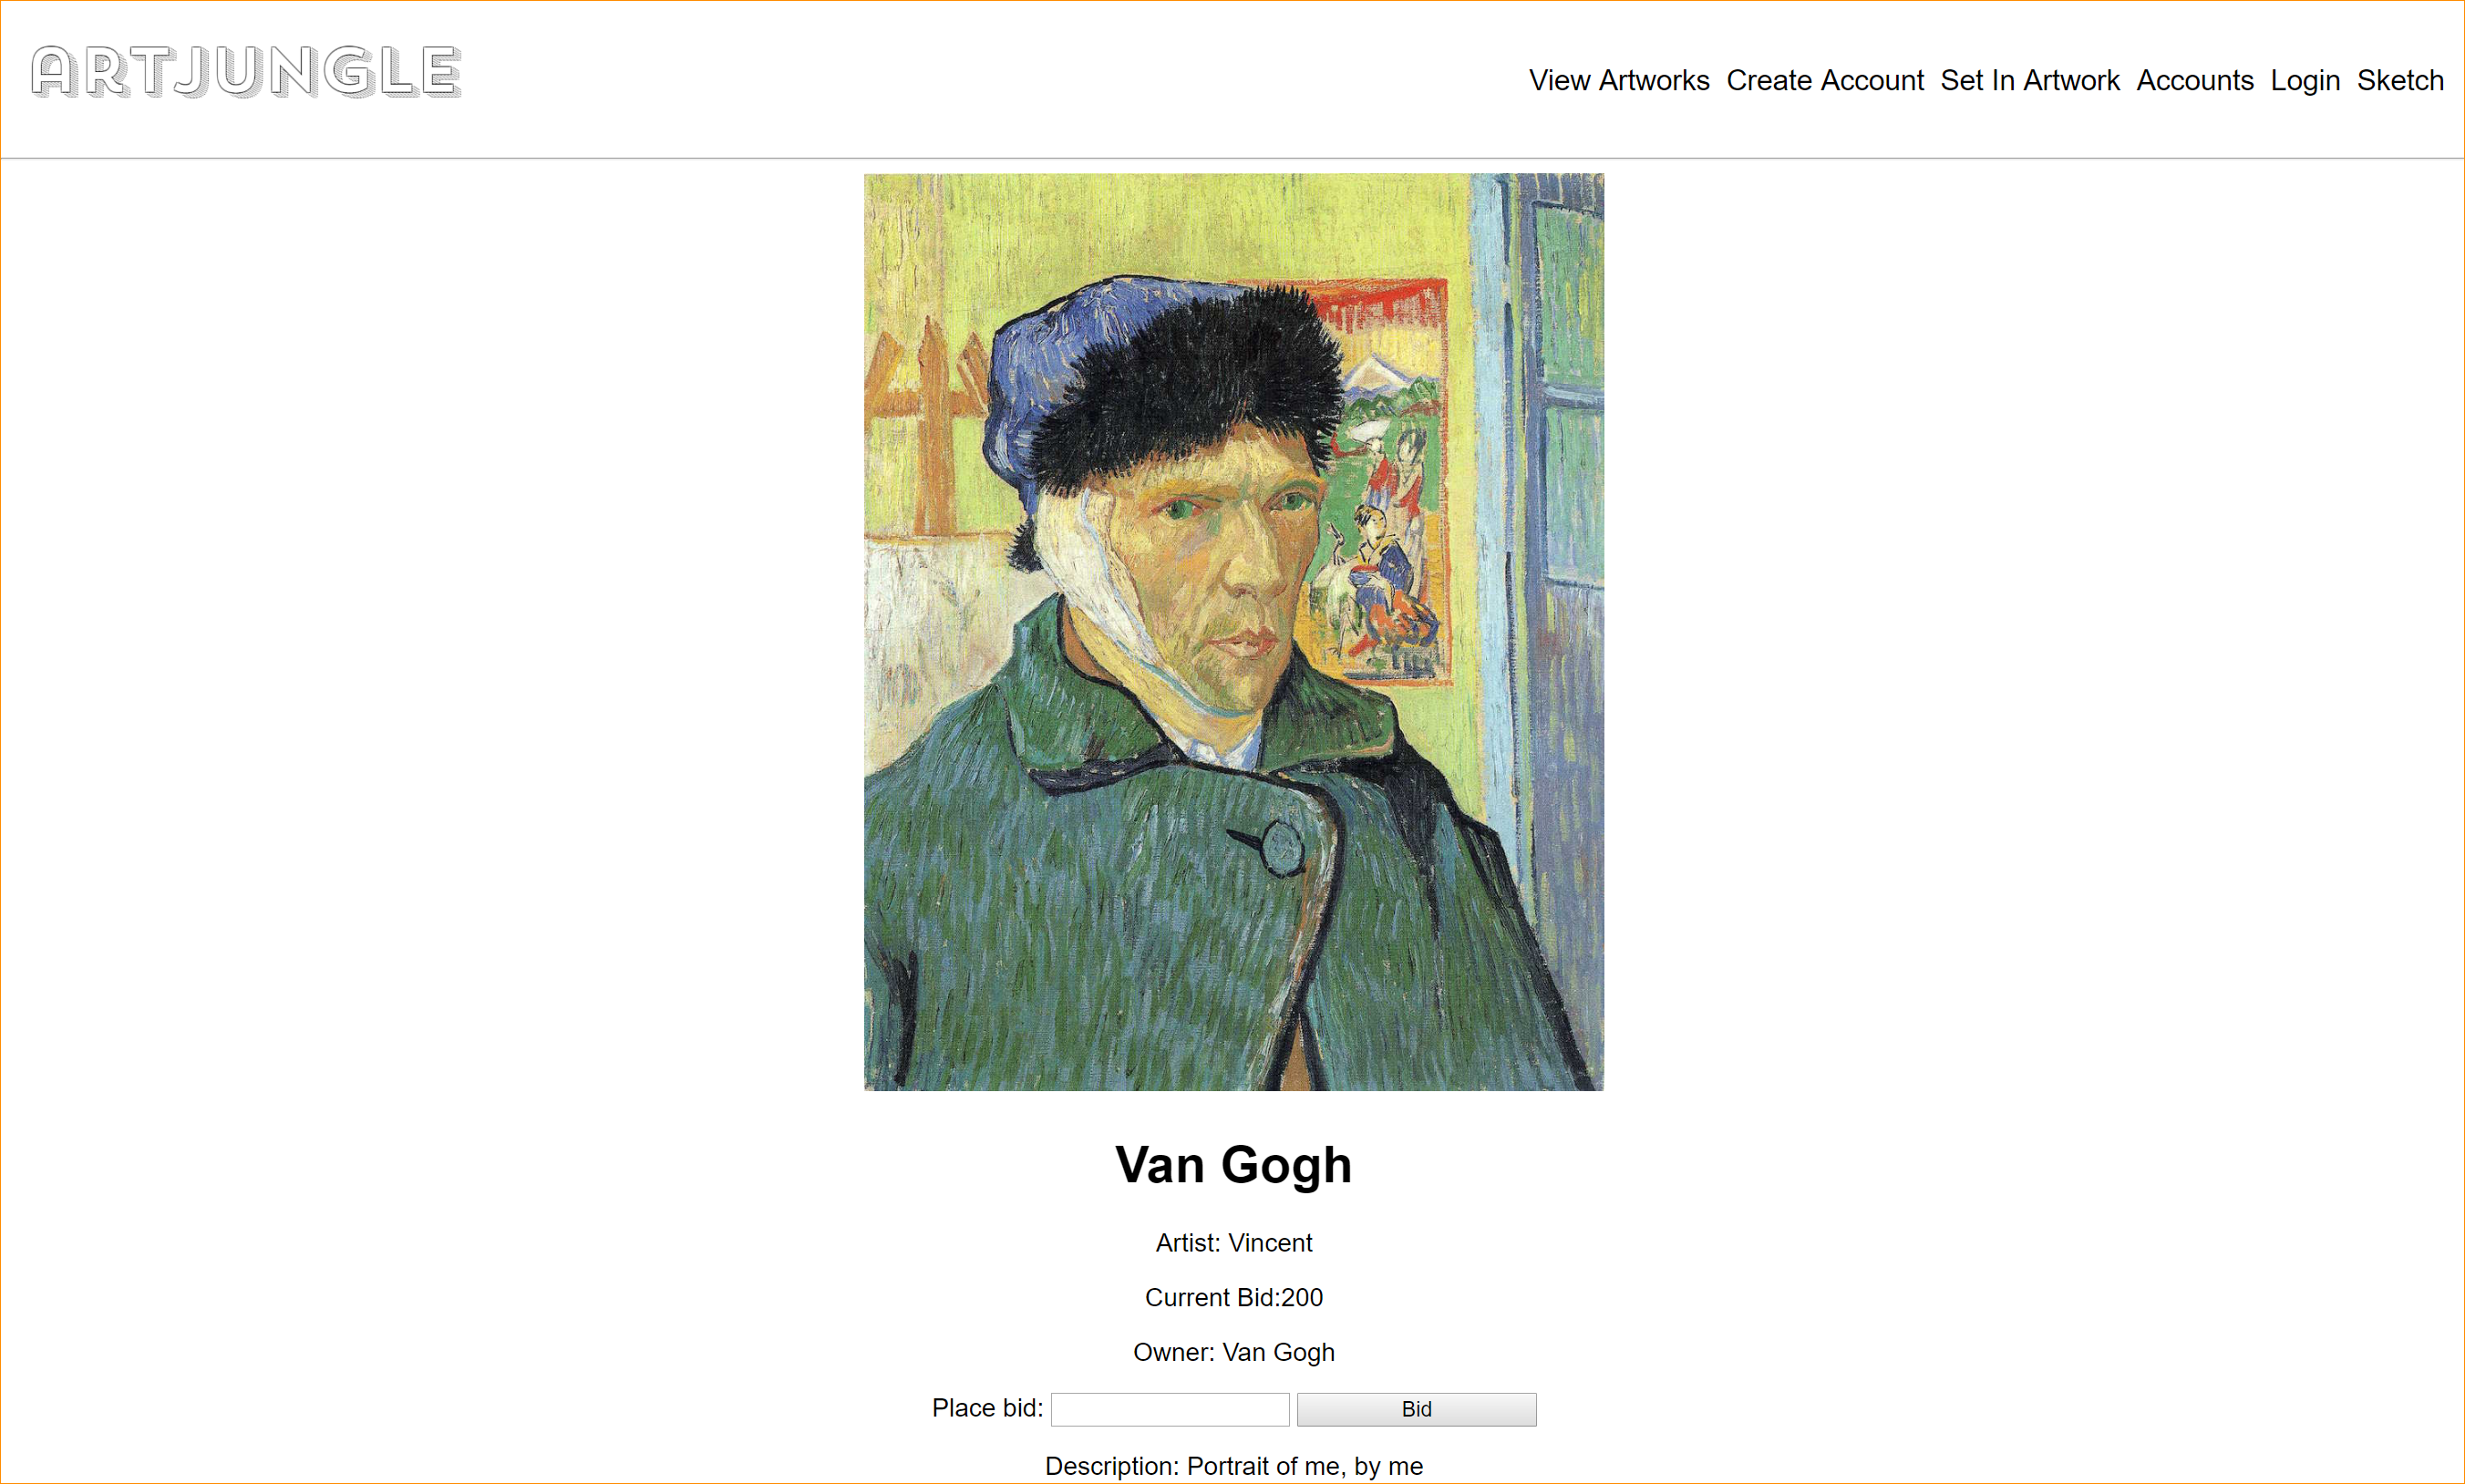 ARTJUNGLE
View Artworks Create Account Set In Artwork Accounts Login Sketch
Van Gogh
Artist: Vincent
Current Bid:200
Owner: Van Gogh
Place bid: Bid
Description: Portrait of me, by me